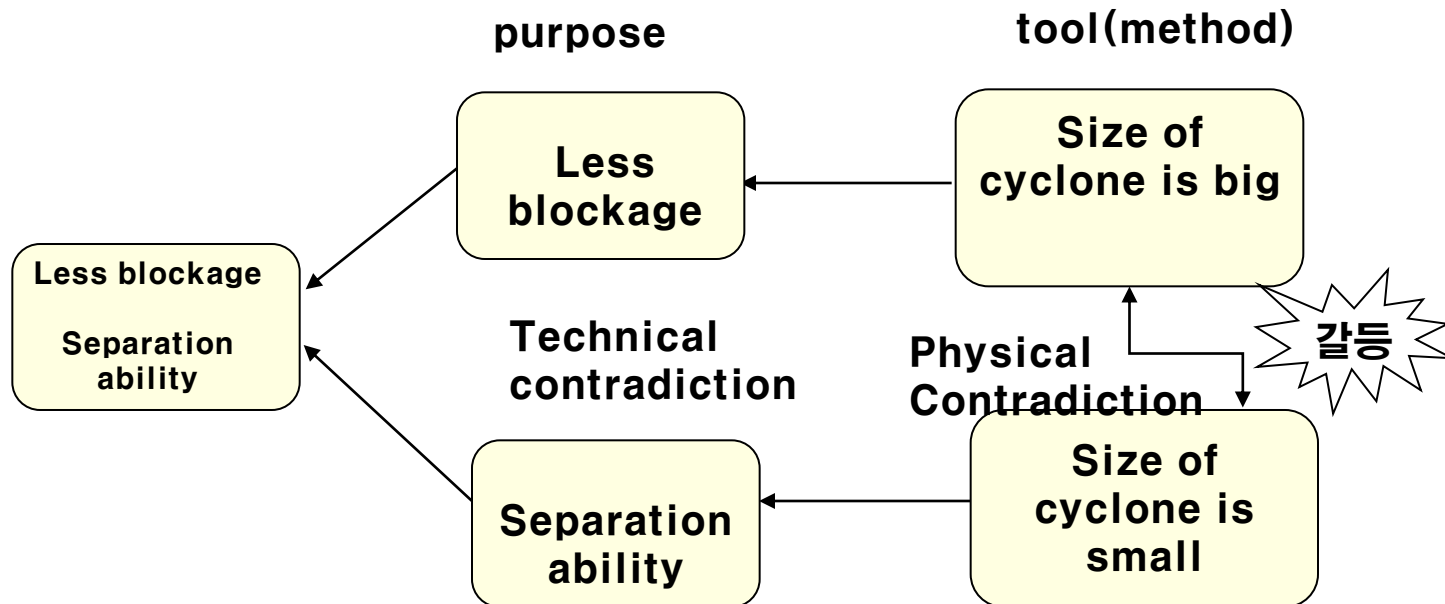 purpose
tool(method)
Less
blockage
Size of
cyclone is big
Less blockage
Separation
ability
Technical
contradiction
Physical
Contradiction
갈등
Separation
ability
Size of
cyclone is
small